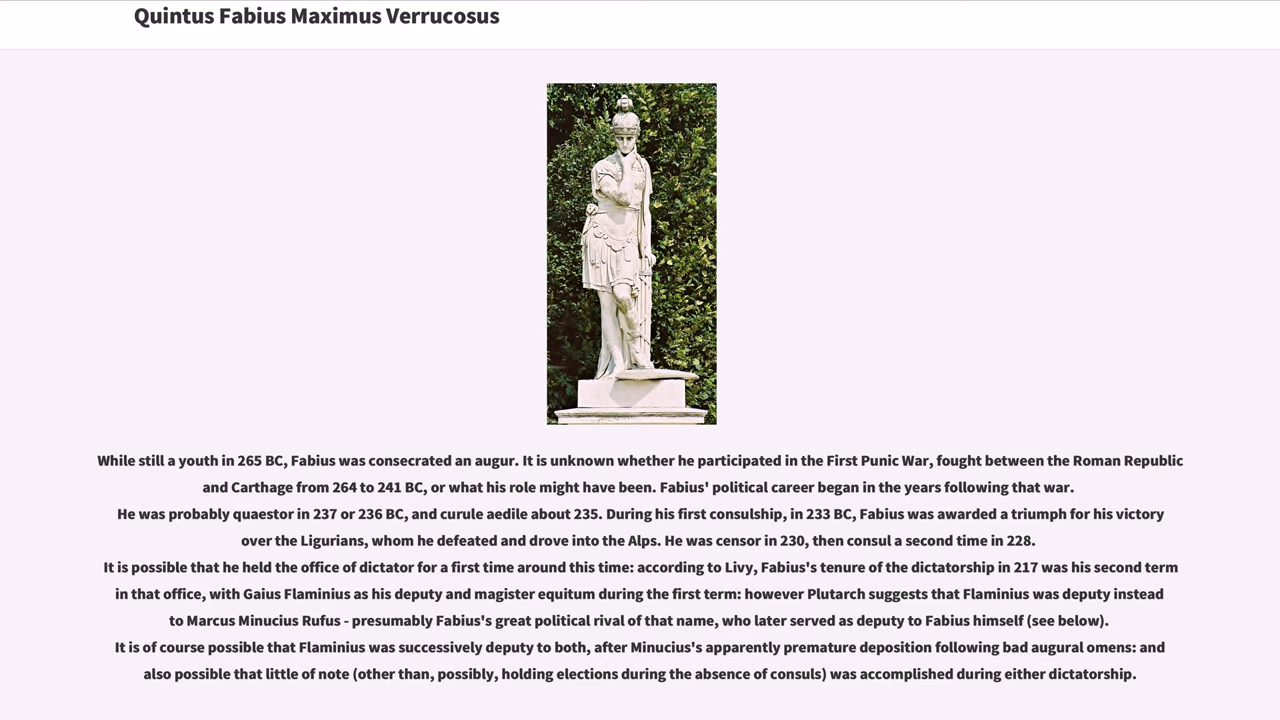 Quintus Fabius Maximus Verrucosus
While still a youth in 265 BC, Fabius was consecrated an augur. It is unknown whether he participated in the First Punic War, fought between the Roman Republic
and Carthage from 264 to 241 BC, or what his role might have been. Fabius' political career began in the years following that war.
He was probably quaestor in 237 or 236 BC, and curule aedile about 235. During his first consulship, in 233 BC, Fabius was awarded a triumph for his victory
over the Ligurians, whom he defeated and drove into the Alps. He was censor in 230, then consul a second time in 228.
It is possible that he held the office of dictator for a first time around this time: according to Livy, Fabius's tenure of the dictatorship in 217 was his second term
in that office, with Gaius Flaminius as his deputy and magister equitum during the first term: however Plutarch suggests that Flaminius was deputy instead
to Marcus Minucius Rufus - presumably Fabius's great political rival of that name, who later served as deputy to Fabius himself (see below).
It is of course possible that Flaminius was successively deputy to both, after Minucius's apparently premature deposition following bad augural omens: and
also possible that little of note (other than, possibly, holding elections during the absence of consuls) was accomplished during either dictatorship.